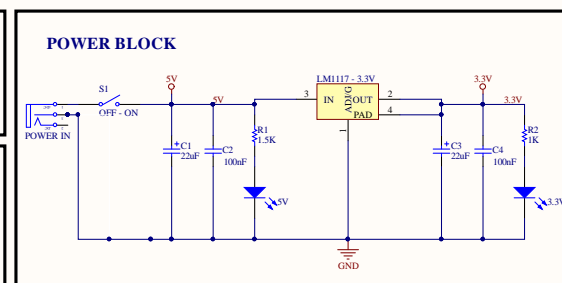 POWER BLOCK
S1
OFF - ON
POWER IN
5V
5V
LM1117 - 3.3V
3
IN
OUT
2
ADJ/G
PAD
4
1
3.3V
3.3V
R1
1.5K
R2
1K
C1
22uF
C2
100nF
C3
22uF
C4
100nF
5V
3.3V
GND